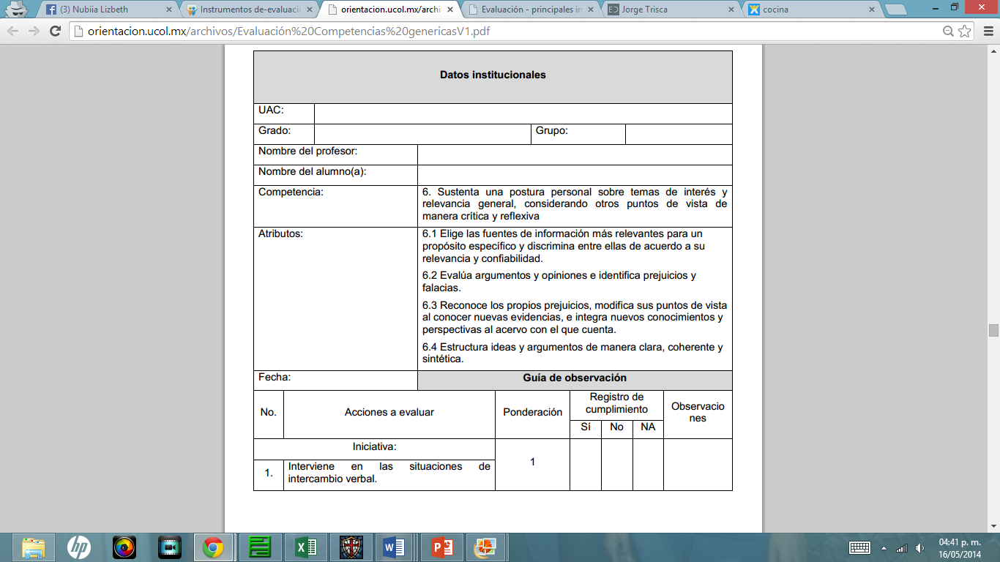 (3) Nubiia Lizbeth
Instrumentos de-evaluaci
orientacion.ucol.mx/archi
Evaluación - principales in
Jorge Trisca
cocina
orientacion.ucol.mx/archivos/Evaluación%20Competencias%20genericasV1.pdf
Datos institucionales
UAC:
Grado:
Grupo:
Nombre del profesor:
Nombre del alumno(a):
Competencia:
6. Sustenta una postura personal sobre temas de interés y
relevancia general, considerando otros puntos de vista de
manera crítica y reflexiva
Atributos:
6.1 Elige las fuentes de información más relevantes para un
propósito específico y discrimina entre ellas de acuerdo a su
relevancia y confiabilidad.
6.2 Evalúa argumentos y opiniones e identifica prejuicios y
falacias.
6.3 Reconoce los propios prejuicios, modifica sus puntos de vista
al conocer nuevas evidencias, e integra nuevos conocimientos y
perspectivas al acervo con el que cuenta.
6.4 Estructura ideas y argumentos de manera clara, coherente y
sintética.
Fecha:
Guía de observación
No.
Acciones a evaluar
Ponderación
Registro de
cumplimiento
Sí
No
NA
Observacio
nes
Iniciativa:
1
1.
Interviene en las situaciones de
intercambio verbal.
04:41 p. m.
16/05/2014